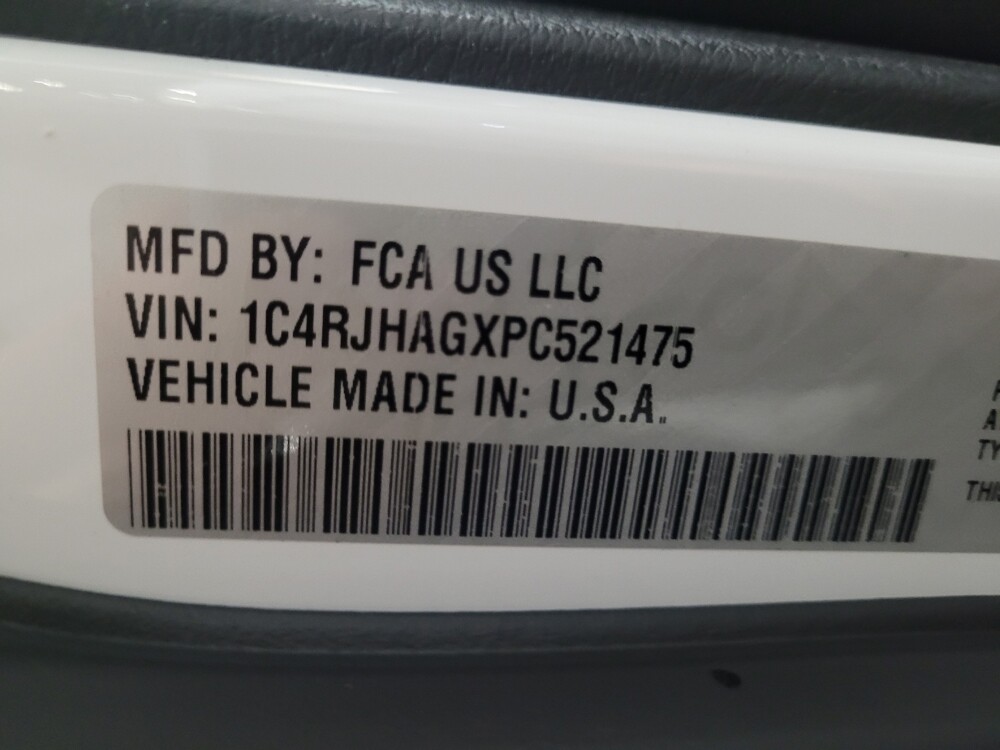 MFD BY: FCA US LLC
VIN: 1C4RJHAGXPC521475
VEHICLE MADE IN: U.S.A.